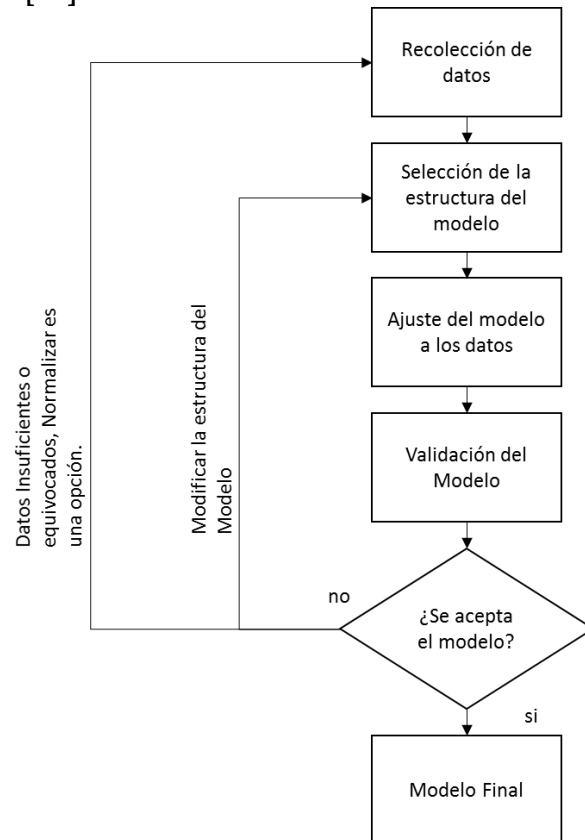 Recolección de
datos
Selección de la
estructura del
modelo
Ajuste del modelo
a los datos
Validación del
Modelo
¿Se acepta
el modelo?
no
si
Modelo Final
Modificar la estructura del
Modelo
Datos Insuficientes o
equivocados, Normalizar es
una opción.